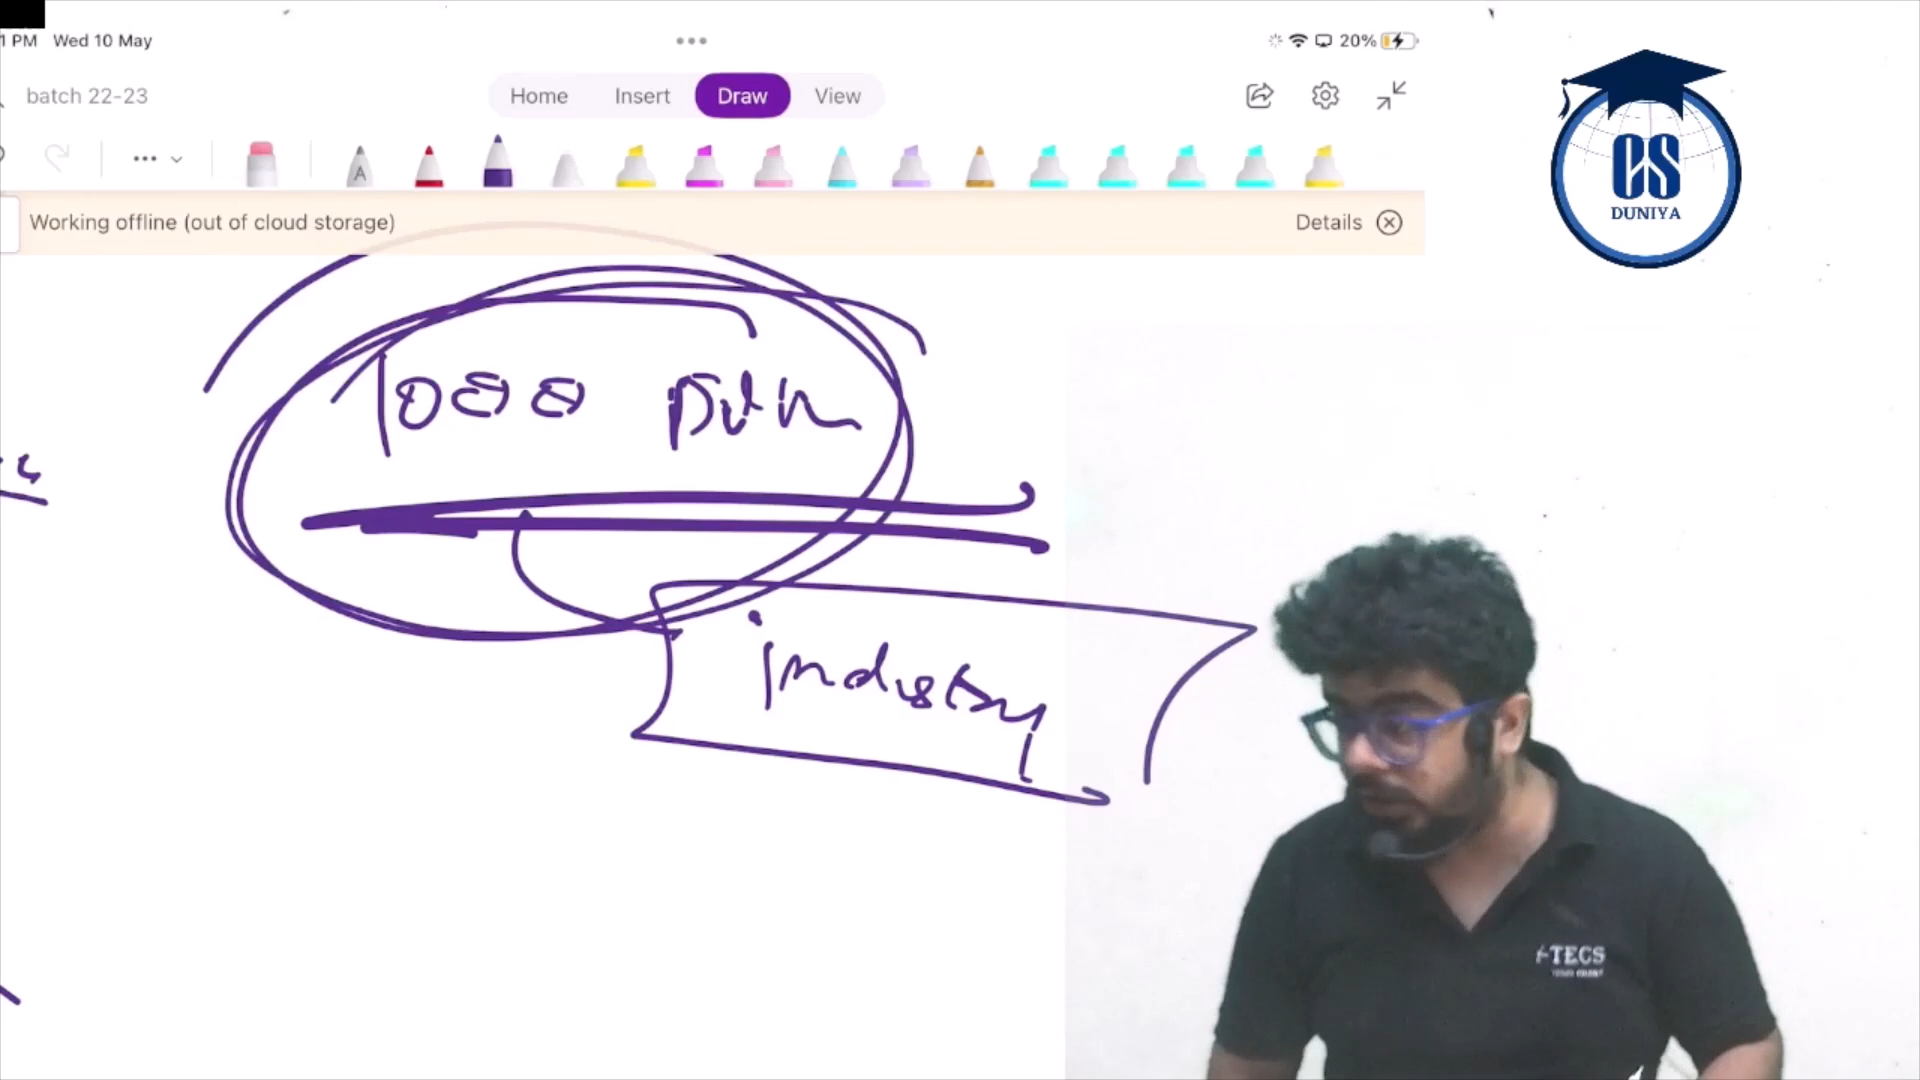 1 PM Wed 10 May
20%
batch 22-23
Home Insert Draw View
A
Working offline (out of cloud storage)
Details
CS
DUNIYA
1000
industry
TECS